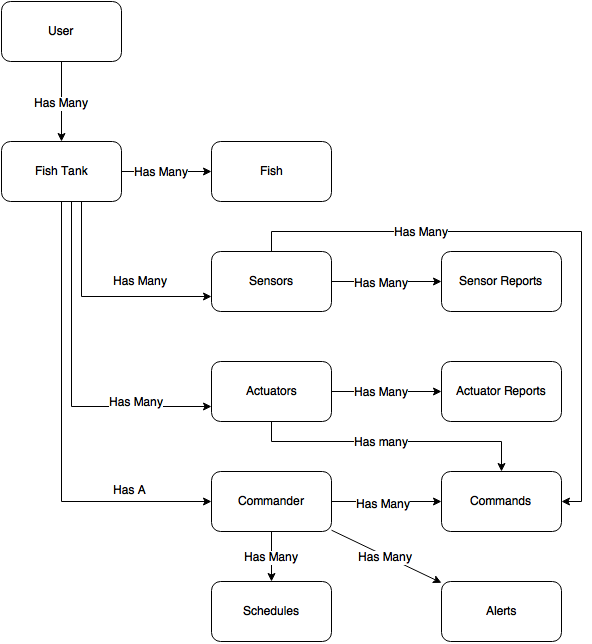 User
Has Many
Fish Tank
Has Many
Fish
Has Many
Has Many
Sensors
Has Many
Sensor Reports
Has Many
Actuators
Has Many
Actuator Reports
Has many
Has A
Commander
Has Many
Commands
Has Many
Has Many
Schedules
Alerts